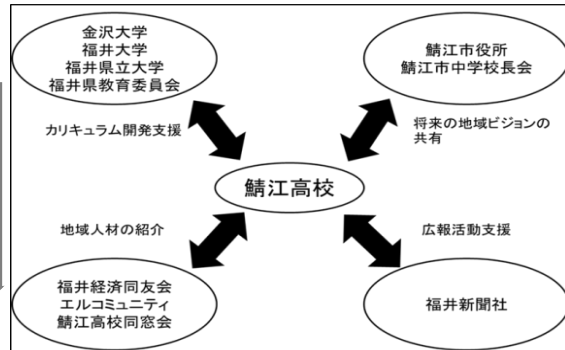 金沢大学
福井大学
福井県立大学
福井県教育委員会
鯖江市役所
鯖江市中学校長会
カリキュラム開発支援
将来の地域ビジョンの
共有
鯖江高校
地域人材の紹介
広報活動支援
福井経済同友会
エルコミュニティ
鯖江高校同窓会
福井新聞社